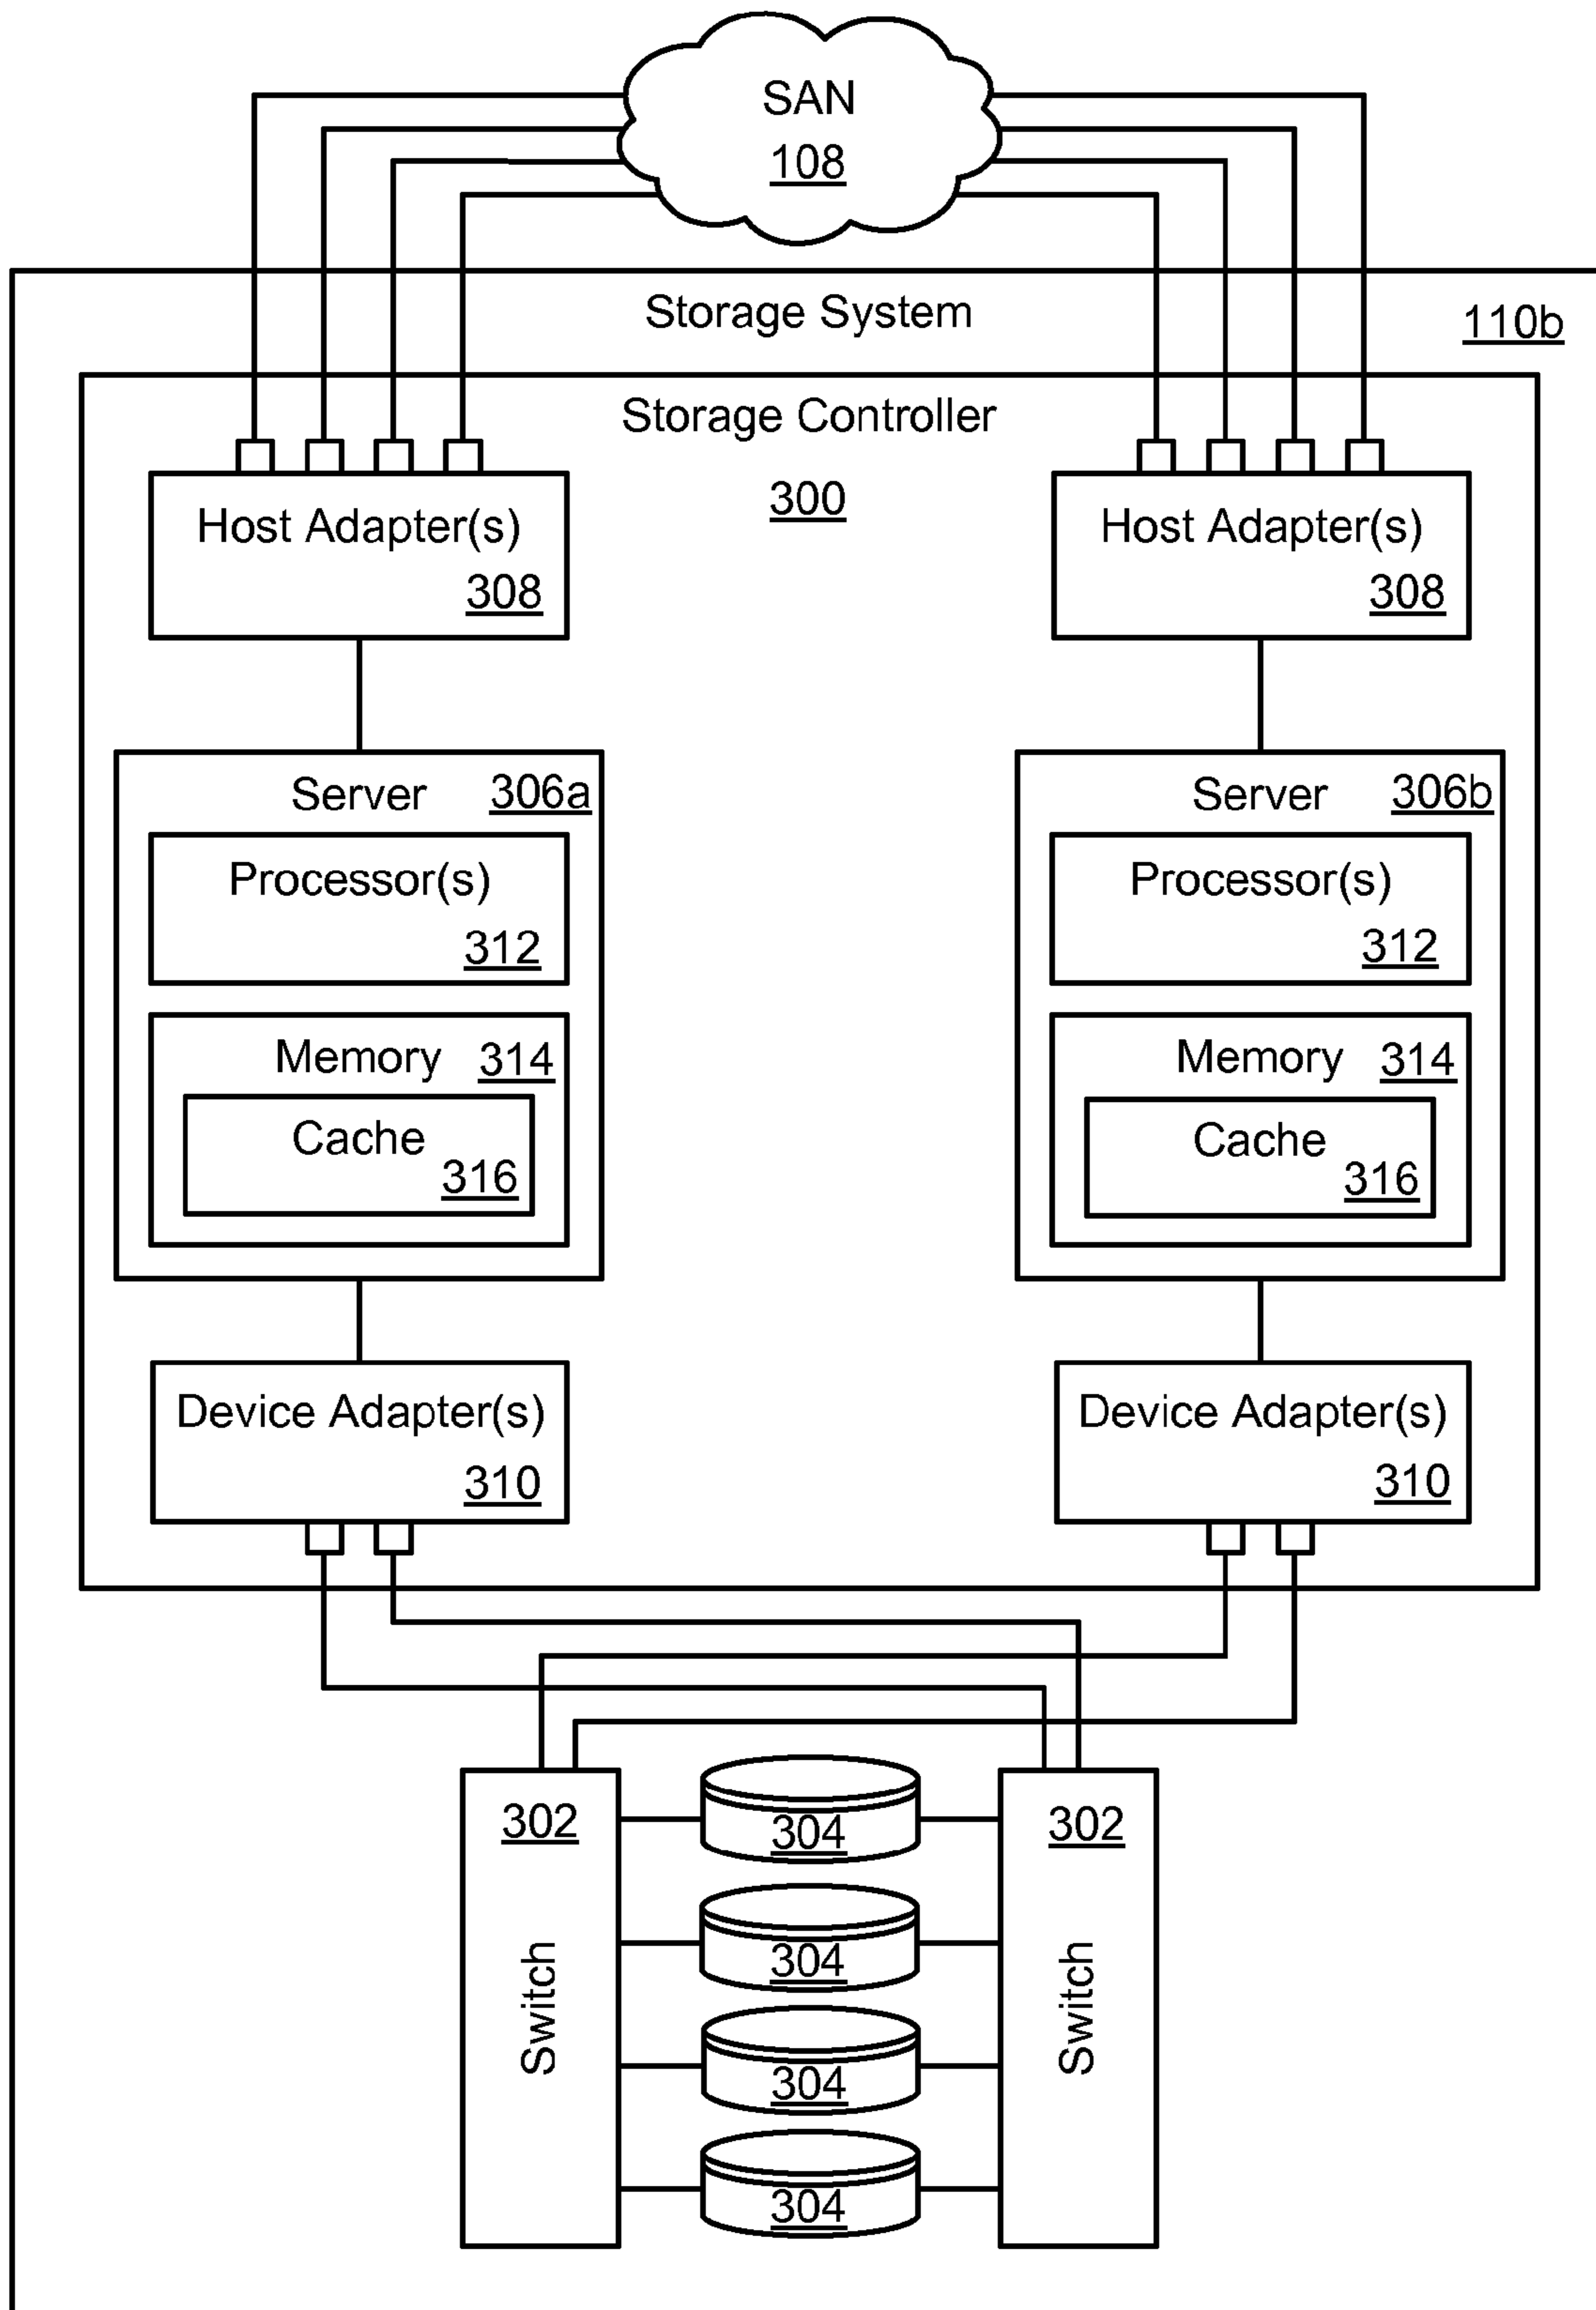 SAN
108
Storage System
110b
Storage Controller
300
Host Adapter(s)
308
Host Adapter(s)
308
Server 306a
Processor(s)
312
Memory 314
Cache
316
Server 306b
Processor(s)
312
Memory 314
Cache
316
Device Adapter(s)
310
Device Adapter(s)
310
302
Switch
304
304
304
304
302
Switch